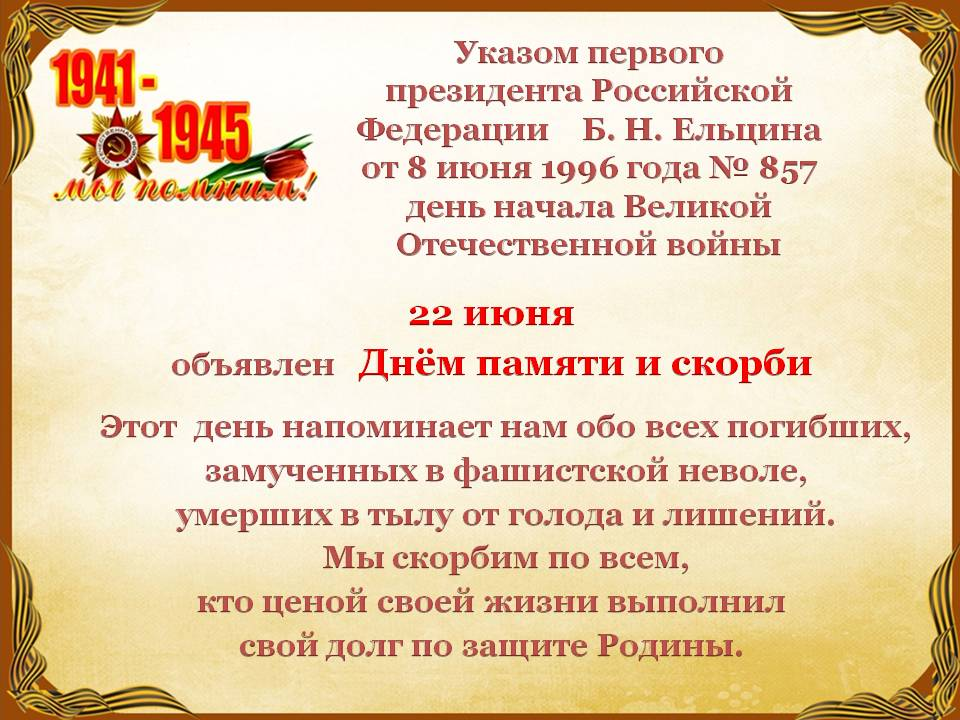 1941 -
1945
мы помним!
Указом первого
президента Российской
Федерации Б. Н. Ельцина
от 8 июня 1996 года № 857
день начала Великой
Отечественной войны
22 июня
объявлен Днём памяти и скорби
Этот день напоминает нам обо всех погибших,
замученных в фашистской неволе,
умерших в тылу от голода и лишений.
Мы скорбим по всем,
кто ценой своей жизни выполнил
свой долг по защите Родины.